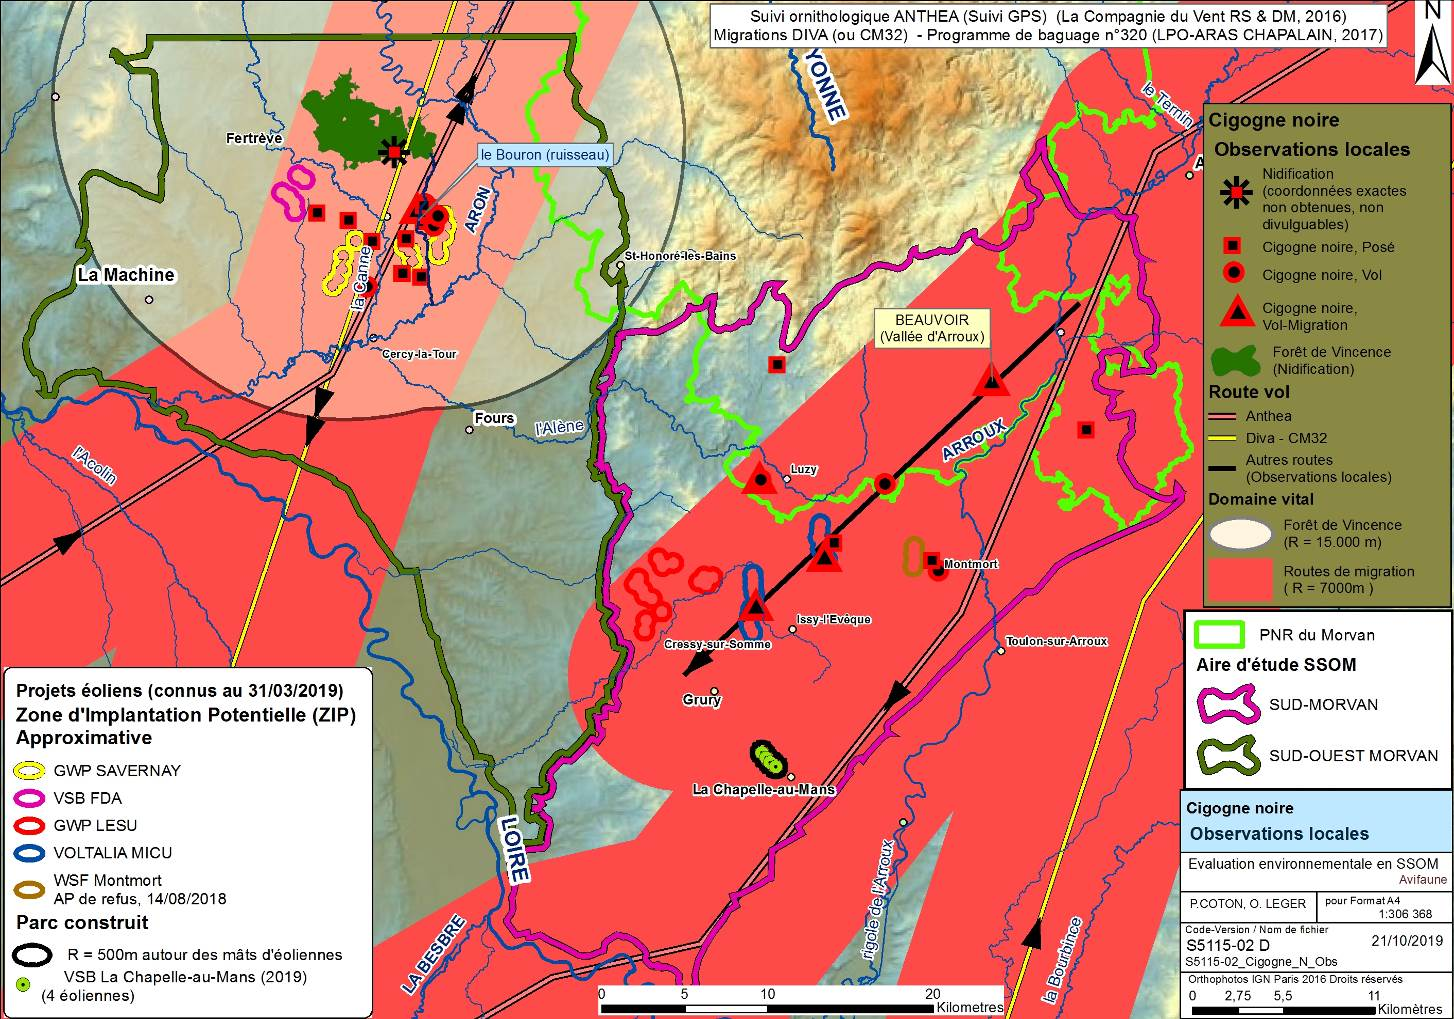 Suivi ornithologique ANTHEA (Suivi GPS) (La Compagnie du Vent RS & DM, 2016)
Migrations DIVA (ou CM32) - Programme de baguage n°320 (LPO-ARAS CHAPALAIN, 2017)
N
YONNE
le Ternin
A
Fertrève
le Bouron (ruisseau)
ARON
la Canne
La Machine
St-Honoré-les-Bains
Cercy-la-Tour
Fours
l'Alène
l'Acolin
BEAUVOIR
(Vallée d'Arroux)
ARROUX
Luzy
Montmort
Issy-l'Evêque
Cressy-sur-Somme
Toulon-sur-Arroux
Grury
La Chapelle-au-Mans
LOIRE
LA BESBRE
rigole de l'Arroux
la Bourbince
Cigogne noire
Observations locales
Nidification
(coordonnées exactes
non obtenues, non
divulguables)
Cigogne noire, Posé
Cigogne noire, Vol
Cigogne noire,
Vol-Migration
Forêt de Vincence
(Nidification)
Route vol
Anthea
Diva - CM32
Autres routes
(Observations locales)
Domaine vital
Forêt de Vincence
(R = 15.000 m)
Routes de migration
( R = 7000m )
PNR du Morvan
Aire d'étude SSOM
SUD-MORVAN
SUD-OUEST MORVAN
Cigogne noire
Observations locales
Evaluation environnementale en SSOM
Avifaune
P.COTON, O. LEGER
pour Format A4
1:306 368
Code-Version / Nom de fichier
S5115-02 D
21/10/2019
S5115-02_Cigogne_N_Obs
Orthophotos IGN Paris 2016 Droits réservés
0 2,75 5,5 11
Kilomètres
Projets éoliens (connus au 31/03/2019)
Zone d'Implantation Potentielle (ZIP)
Approximative
GWP SAVERNAY
VSB FDA
GWP LESU
VOLTALIA MICU
WSF Montmort
AP de refus, 14/08/2018
Parc construit
R = 500m autour des mâts d'éoliennes
VSB La Chapelle-au-Mans (2019)
(4 éoliennes)
0 5 10 20
Kilometres